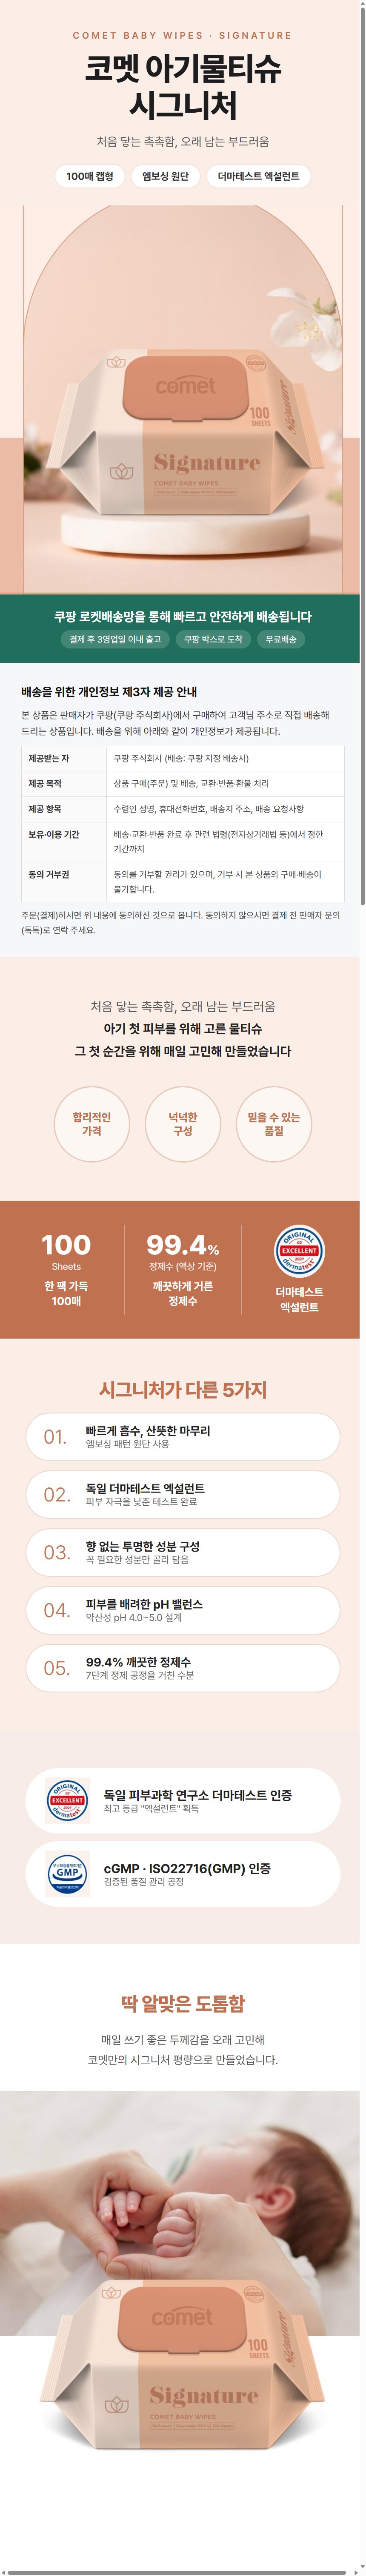 COMET BABY WIPES · SIGNATURE
코멧 아기물티슈
시그니처
처음 닿는 촉촉함, 오래 남는 부드러움
100매 캡형
엠보싱 원단
더마테스트 엑설런트
comet
100
SHEETS
Signature
COMET BABY WIPES
쿠팡 로켓배송망을 통해 빠르고 안전하게 배송됩니다
결제 후 3영업일 이내 출고
쿠팡 박스로 도착
무료배송
배송을 위한 개인정보 제3자 제공 안내
본 상품은 판매자가 쿠팡(쿠팡 주식회사)에서 구매하여 고객님 주소로 직접 배송해
드리는 상품입니다. 배송을 위해 아래와 같이 개인정보가 제공됩니다.
제공받는 자
쿠팡 주식회사 (배송: 쿠팡 지정 배송사)
제공 목적
상품 구매(주문) 및 배송, 교환·반품·환불 처리
제공 항목
수령인 성명, 휴대전화번호, 배송지 주소, 배송 요청사항
보유·이용 기간
배송·교환·반품 완료 후 관련 법령(전자상거래법 등)에서 정한
기간까지
동의 거부권
동의를 거부할 권리가 있으며, 거부 시 본 상품의 구매·배송이
불가합니다.
주문(결제)하시면 위 내용에 동의하신 것으로 봅니다. 동의하지 않으시면 결제 전 판매자 문의
(톡톡)로 연락 주세요.
처음 닿는 촉촉함, 오래 남는 부드러움
아기 첫 피부를 위해 고른 물티슈
그 첫 순간을 위해 매일 고민해 만들었습니다
합리적인
가격
넉넉한
구성
믿을 수 있는
품질
100
Sheets
한 팩 가득
100매
99.4%
정제수 (액상 기준)
깨끗하게 거른
정제수
ORIGINAL
EXCELLENT
dermatest
더마테스트
엑설런트
시그니처가 다른 5가지
01.
빠르게 흡수, 산뜻한 마무리
엠보싱 패턴 원단 사용
02.
독일 더마테스트 엑설런트
피부 자극을 낮춘 테스트 완료
03.
향 없는 투명한 성분 구성
꼭 필요한 성분만 골라 담음
04.
피부를 배려한 pH 밸런스
약산성 pH 4.0~5.0 설계
05.
99.4% 깨끗한 정제수
7단계 정제 공정을 거친 수분
ORIGINAL
EXCELLENT
dermatest
독일 피부과학 연구소 더마테스트 인증
최고 등급 "엑설런트" 획득
GMP
cGMP · ISO22716(GMP) 인증
검증된 품질 관리 공정
딱 알맞은 도톰함
매일 쓰기 좋은 두께감을 오래 고민해
코멧만의 시그니처 평량으로 만들었습니다.
comet
100
SHEETS
Signature
COMET BABY WIPES